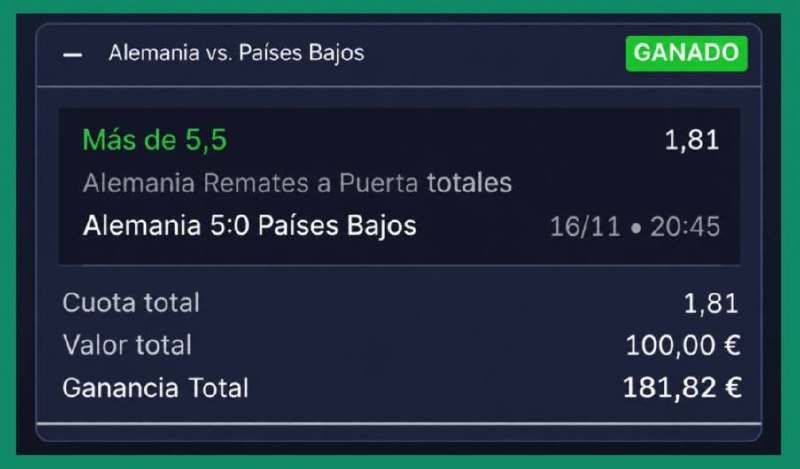 — Alemania vs. Países Bajos GANADO
Más de 5,5 1,81
Alemania Remates a Puerta totales
Alemania 5:0 Países Bajos 16/11 • 20:45
Cuota total 1,81
Valor total 100,00 €
Ganancia Total 181,82 €